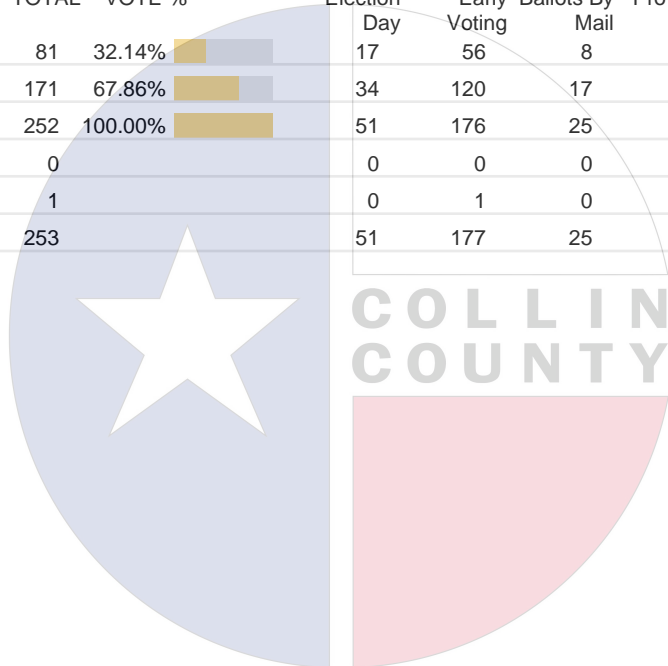 TOTAL VOTE % Election Early Ballots By Pro
Day Voting Mail
81 32.14% 17 56 8
171 67.86% 34 120 17
252 100.00% 51 176 25
0 0 0 0
1 0 1 0
253 51 177 25
COLLIN
COUNTY